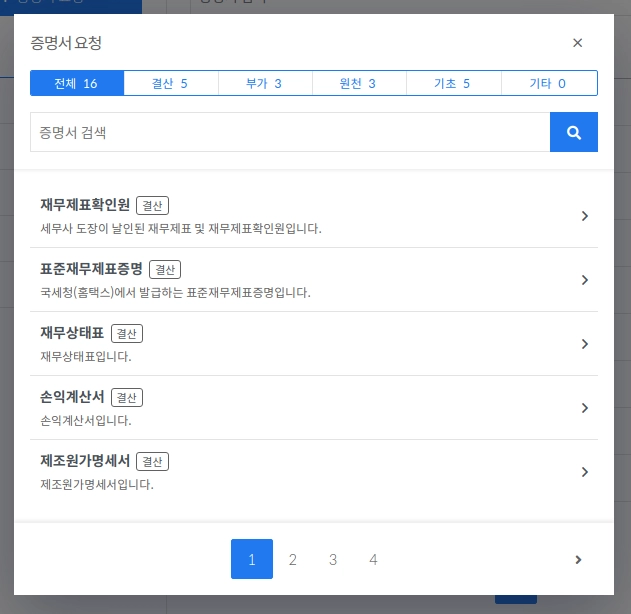 증명서 요청
전체 16 결산 5 부가 3 원천 3 기초 5 기타 0
증명서 검색
재무제표확인원 결산
세무사 도장이 날인된 재무제표 및 재무제표확인원입니다.
표준재무제표증명 결산
국세청(홈택스)에서 발급하는 표준재무제표증명입니다.
재무상태표 결산
재무상태표입니다.
손익계산서 결산
손익계산서입니다.
제조원가명세서 결산
제조원가명세서입니다.
1 2 3 4